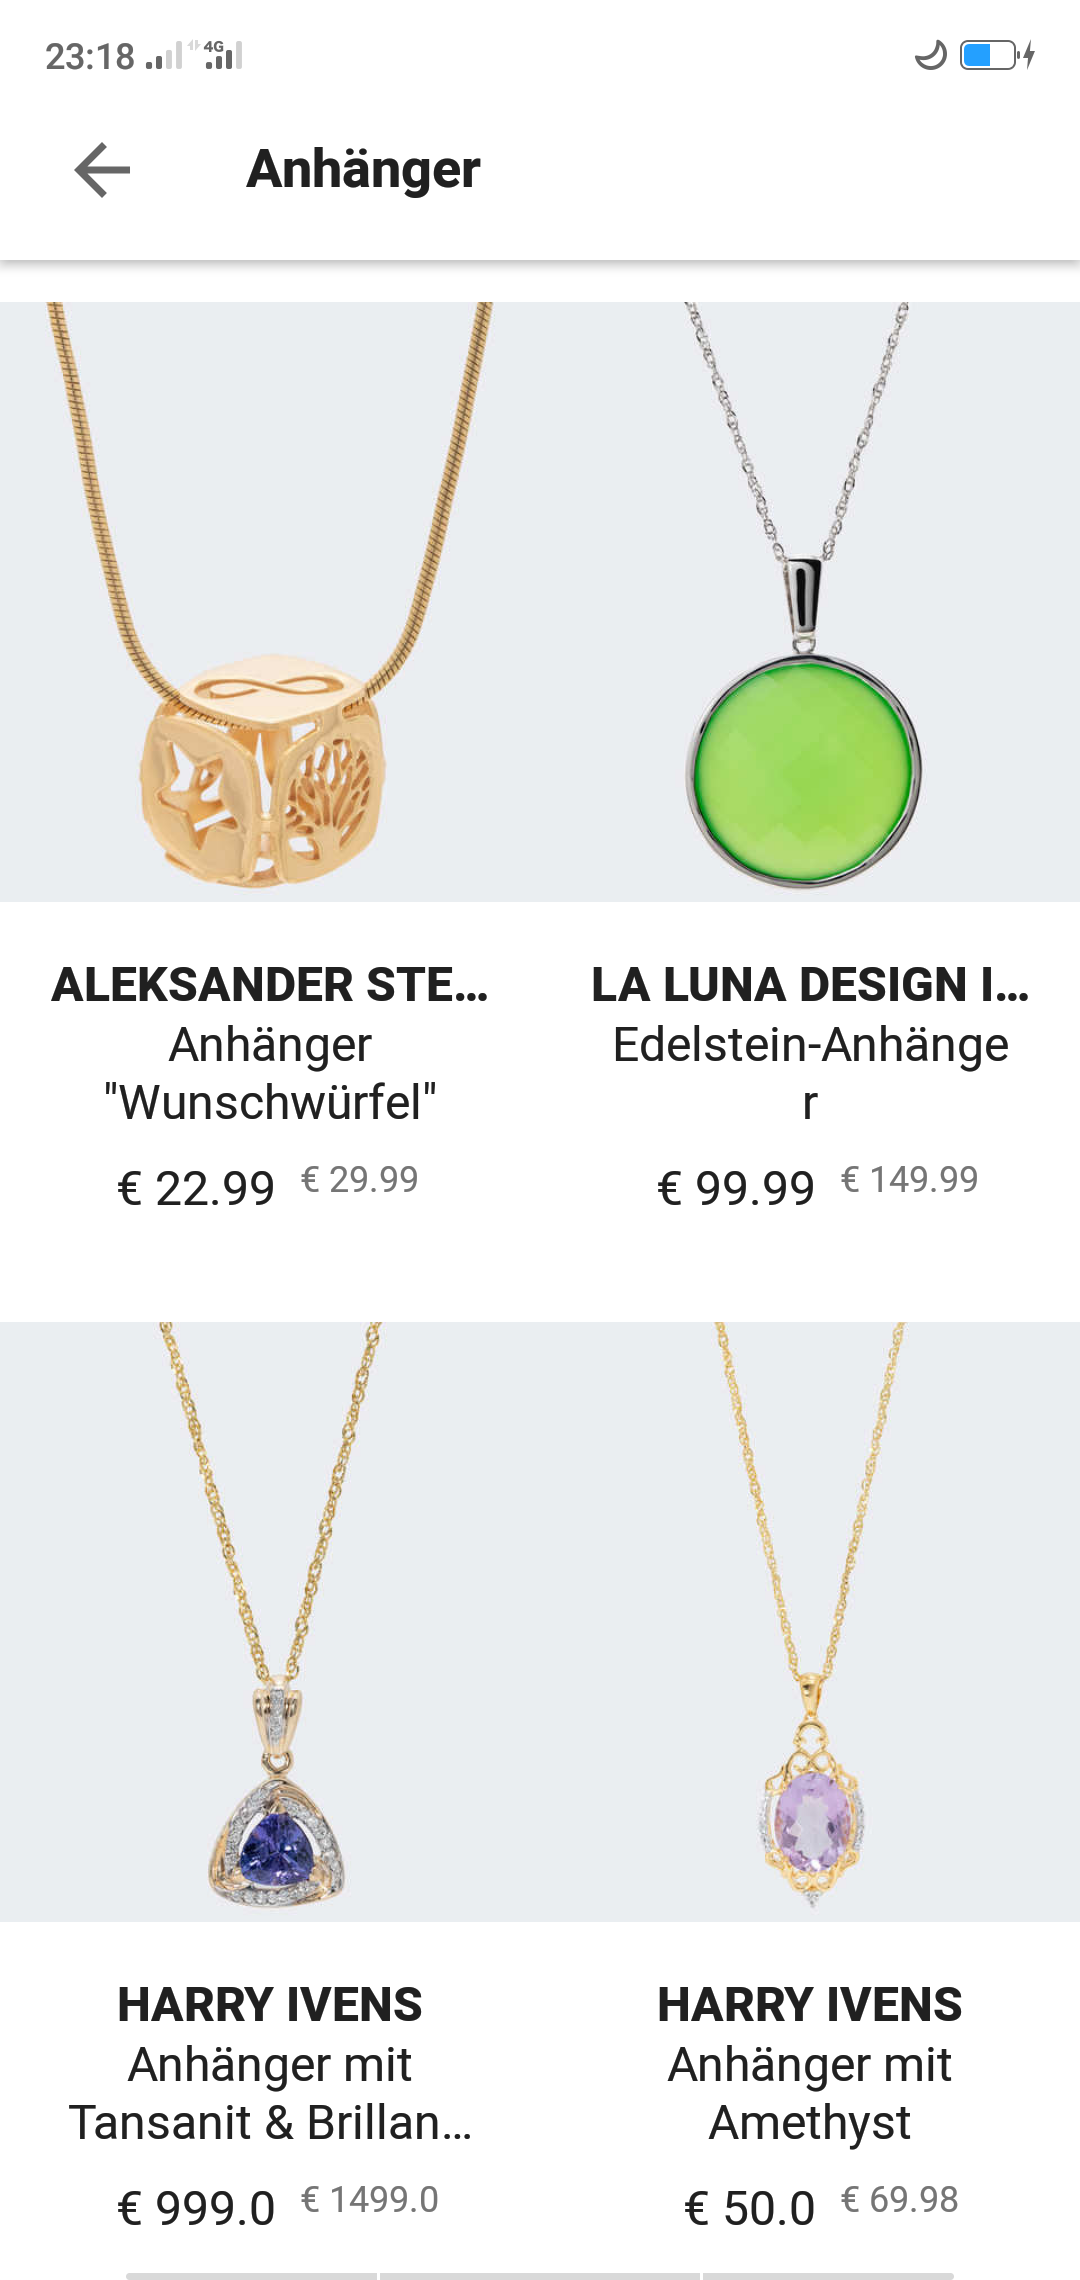 23:18 4G
Anhänger
ALEKSANDER STE...
Anhänger
"Wunschwürfel"
€ 22.99 € 29.99
LA LUNA DESIGN I...
Edelstein-Anhänge
r
€ 99.99 € 149.99
HARRY IVENS
Anhänger mit
Tansanit & Brillan...
€ 999.0 € 1499.0
HARRY IVENS
Anhänger mit
Amethyst
€ 50.0 € 69.98